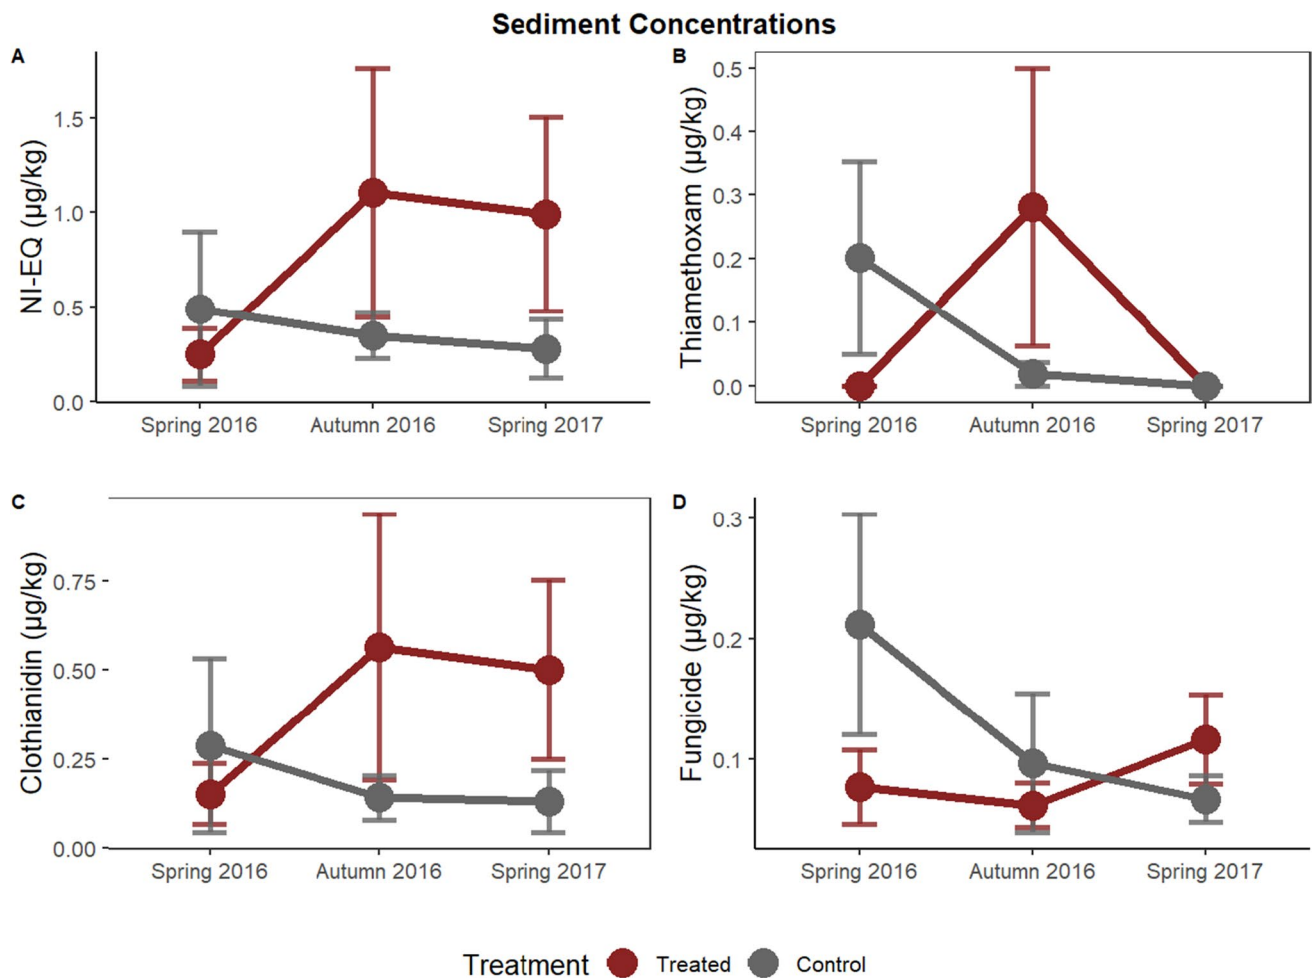 Sediment Concentrations
A
NI-EQ (µg/kg)
1.5
1.0
0.5
0.0
Spring 2016 Autumn 2016 Spring 2017
B
Thiamethoxam (µg/kg)
0.5
0.4
0.3
0.2
0.1
0.0
Spring 2016 Autumn 2016 Spring 2017
C
Clothianidin (µg/kg)
0.75
0.50
0.25
0.00
Spring 2016 Autumn 2016 Spring 2017
D
Fungicide (µg/kg)
0.3
0.2
0.1
Spring 2016 Autumn 2016 Spring 2017
Treatment Treated Control